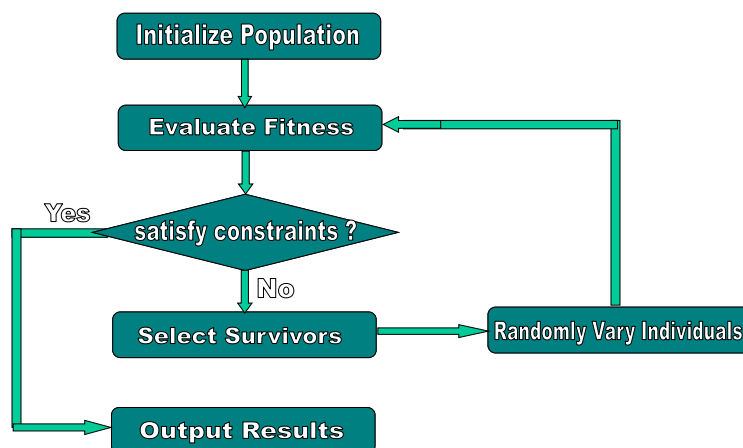 Initialize Population
Evaluate Fitness
Yes
satisfy constraints ?
No
Select Survivors
Randomly Vary Individuals
Output Results